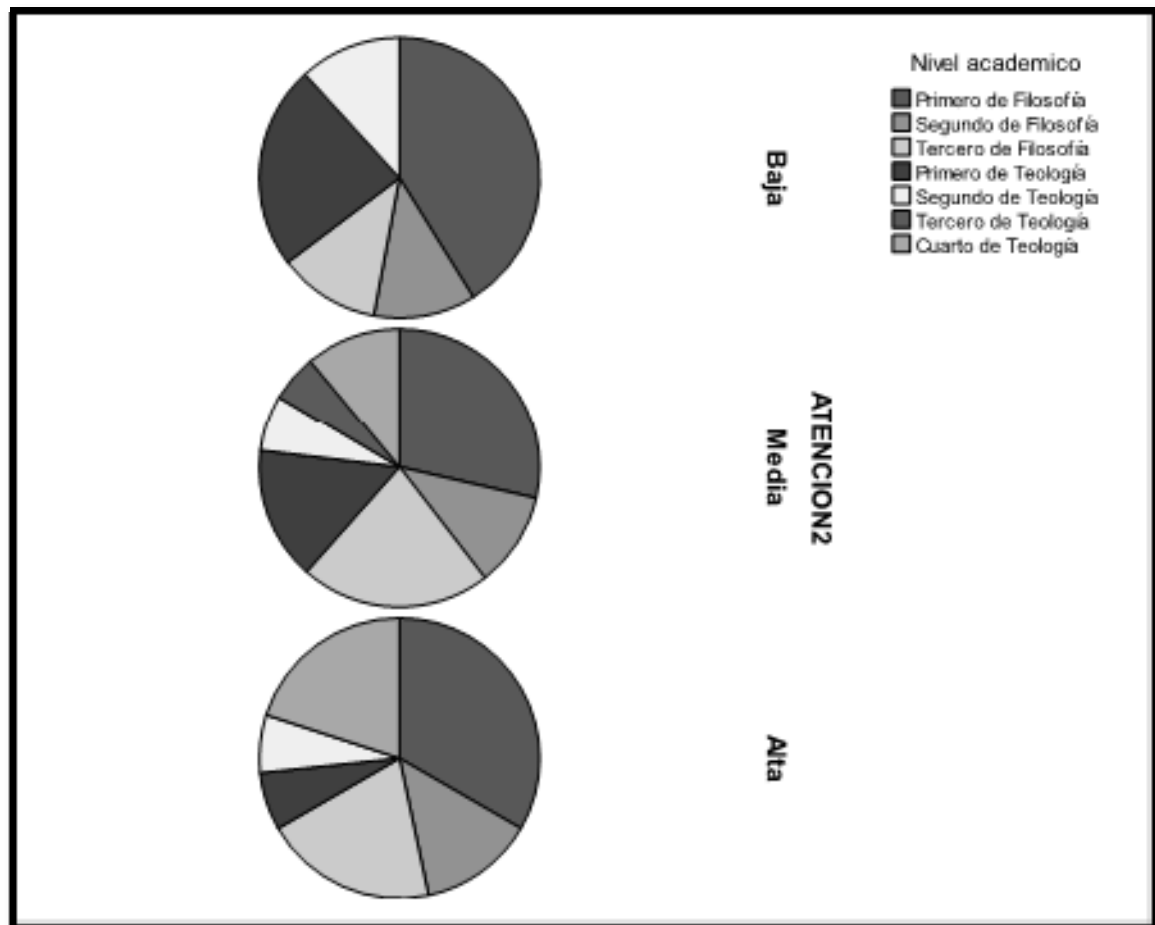 Nivel academico
Primero de Filosofía
Segundo de Filosofía
Tercero de Filosofía
Primero de Teología
Segundo de Teología
Tercero de Teología
Cuarto de Teología
Baja
Media
Alta
ATENCION2